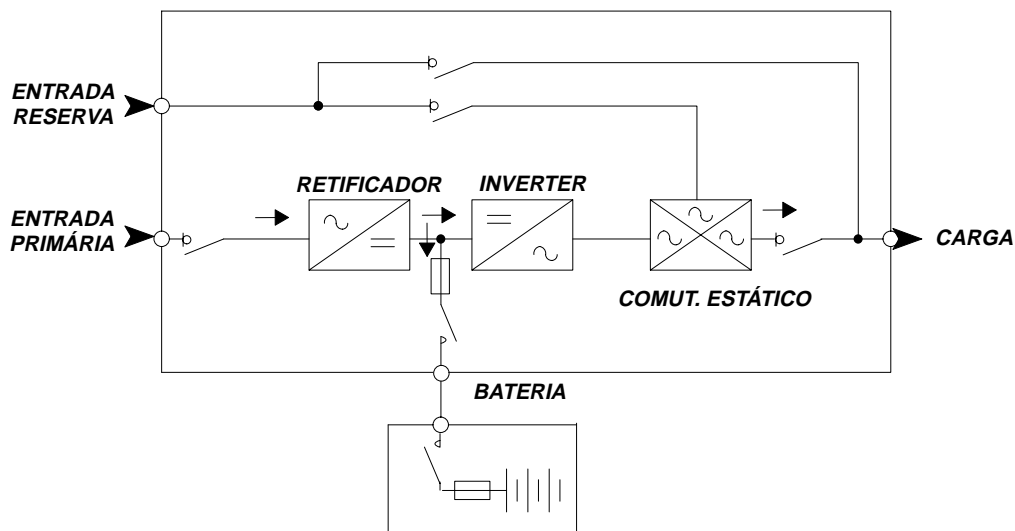 ENTRADA
RESERVA
RETIFICADOR
INVERTER
ENTRADA
PRIMÁRIA
CARGA
COMUT. ESTÁTICO
BATERIA